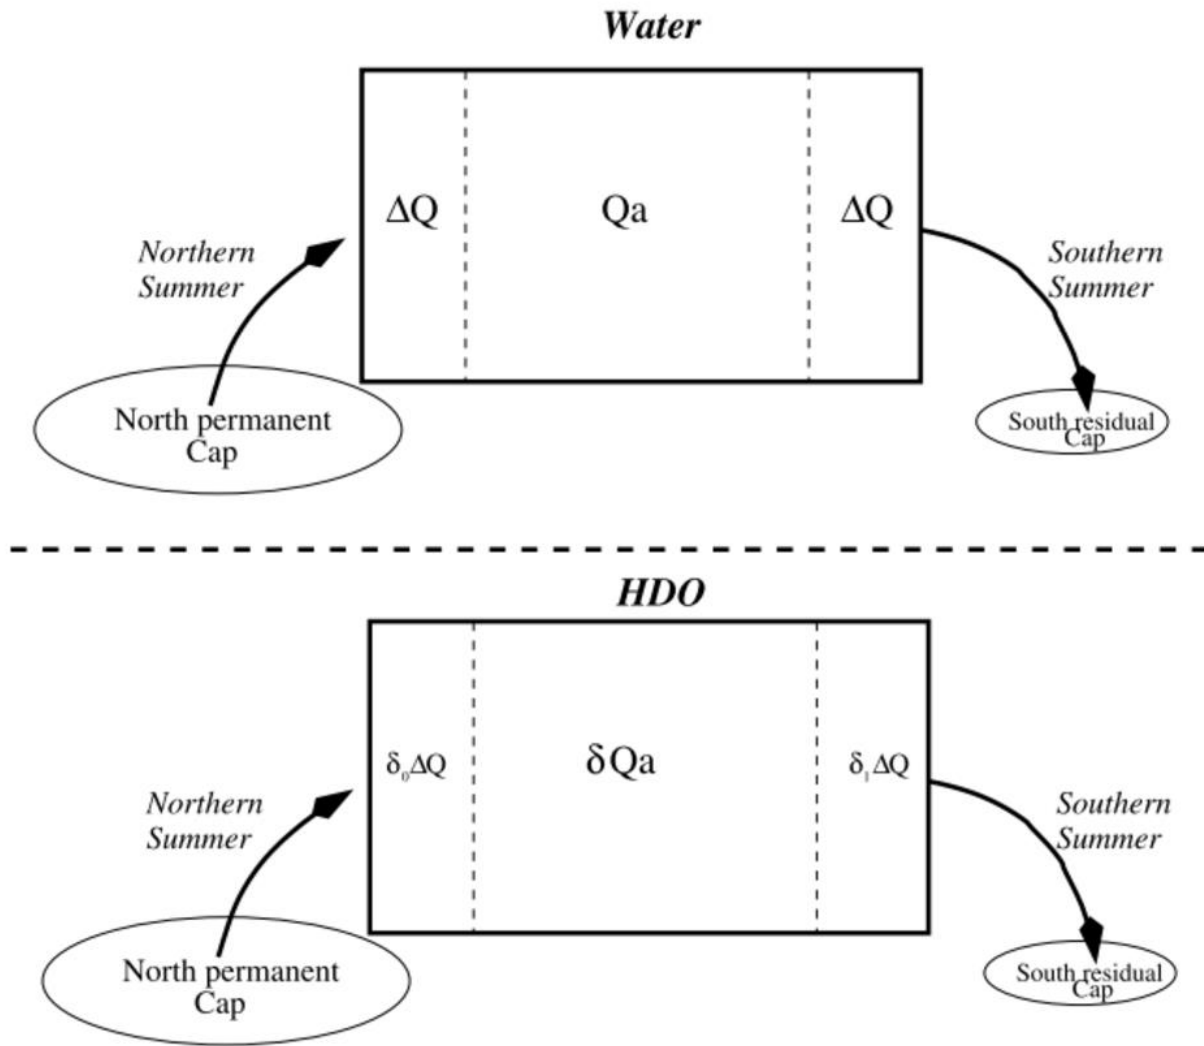 Water
ΔQ
Qa
ΔQ
Northern
Summer
Southern
Summer
North permanent
Cap
South residual
Cap
HDO
δ₀ΔQ
δQa
δ₁ΔQ
Northern
Summer
Southern
Summer
North permanent
Cap
South residual
Cap